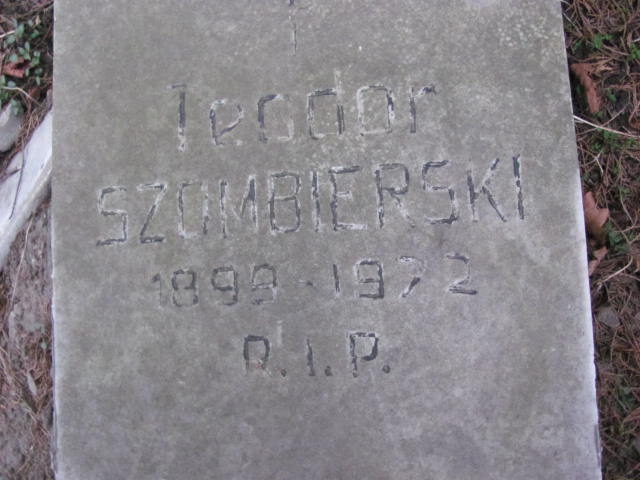 Teodor
SZOMBIERSKI
1899-1972
R.I.P.